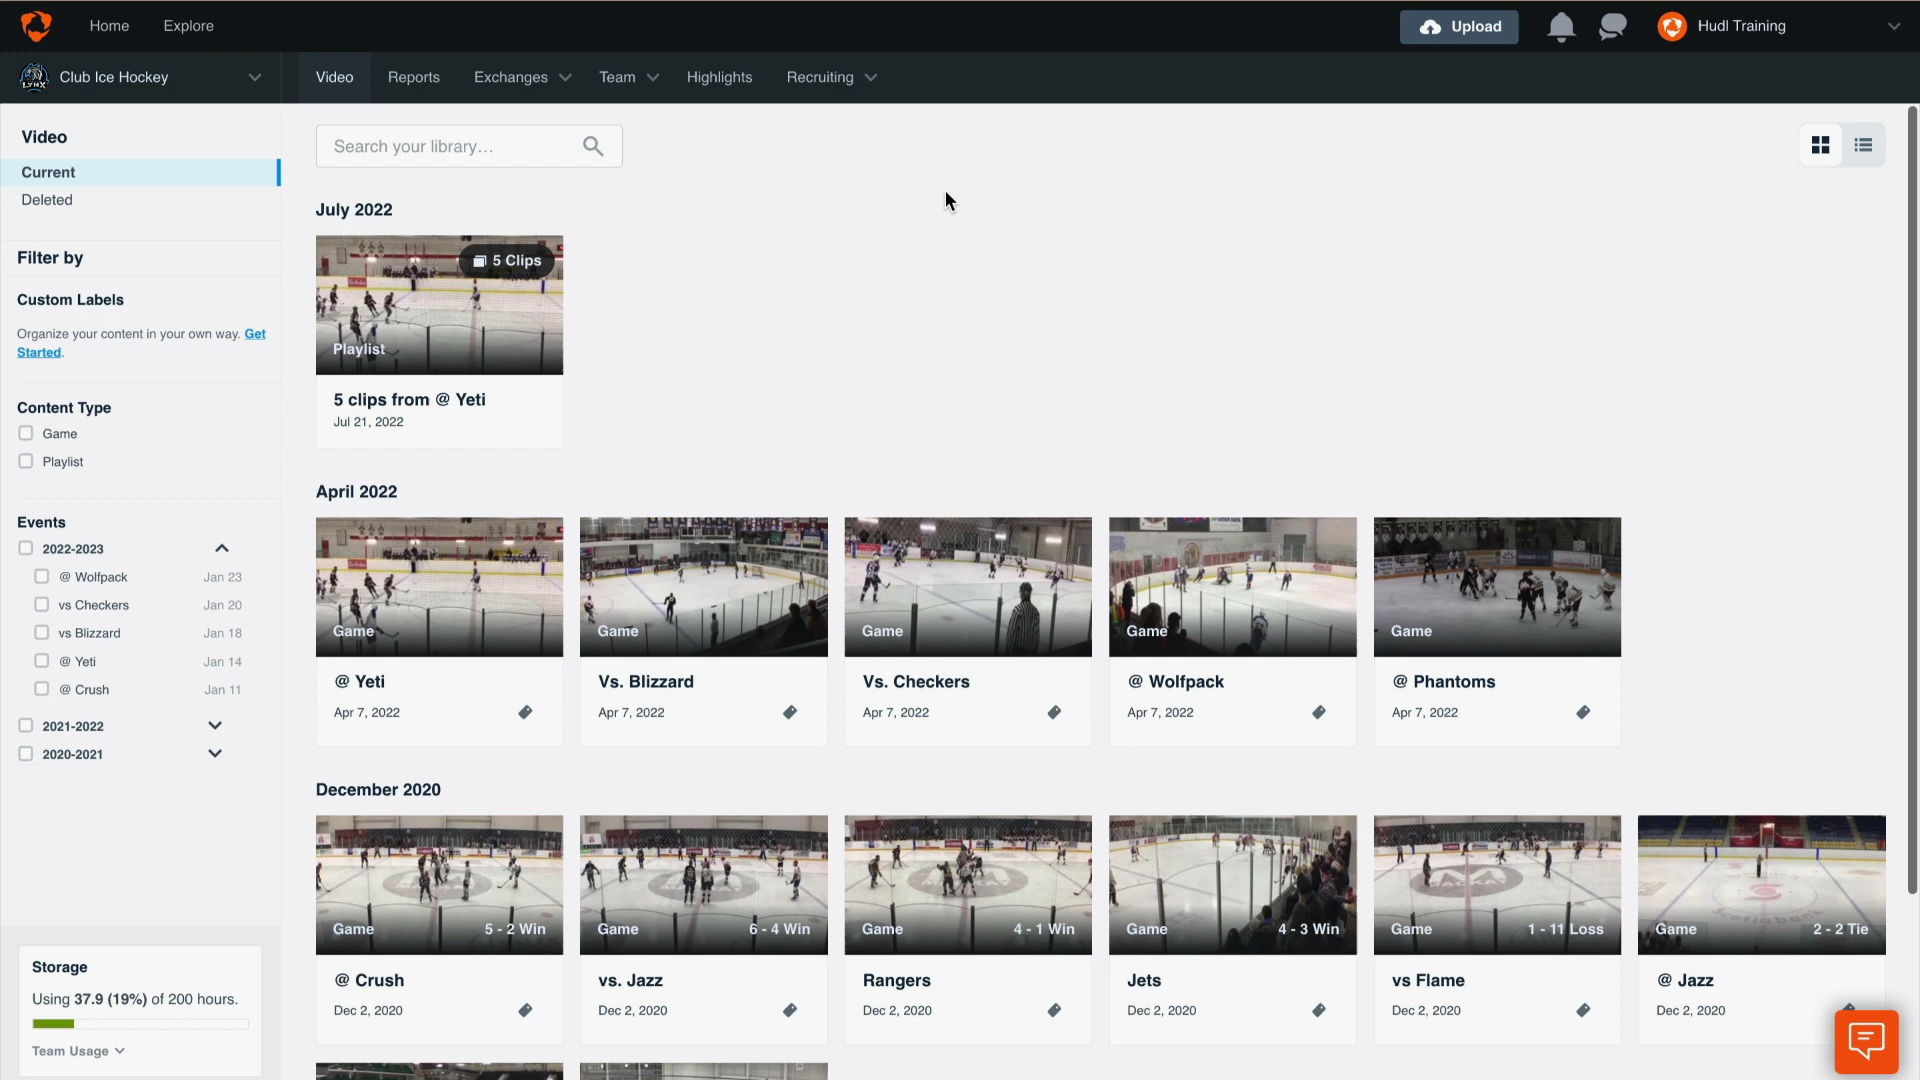 Home
Explore
Upload
Hudl Training
LYNX
Club Ice Hockey
Video
Reports
Exchanges
Team
Highlights
Recruiting
Video
Current
Deleted
Filter by
Custom Labels
Organize your content in your own way. Get
Started.
Content Type
Game
Playlist
Events
2022-2023
@ Wolfpack Jan 23
vs Checkers Jan 20
vs Blizzard Jan 18
@ Yeti Jan 14
@ Crush Jan 11
2021-2022
2020-2021
Storage
Using 37.9 (19%) of 200 hours.
Team Usage
Search your library…
July 2022
5 Clips
Playlist
5 clips from @ Yeti
Jul 21, 2022
April 2022
Game
@ Yeti
Apr 7, 2022
Game
Vs. Blizzard
Apr 7, 2022
Game
Vs. Checkers
Apr 7, 2022
Game
@ Wolfpack
Apr 7, 2022
Game
@ Phantoms
Apr 7, 2022
December 2020
Game 5 - 2 Win
@ Crush
Dec 2, 2020
Game 6 - 4 Win
vs. Jazz
Dec 2, 2020
Game 4 - 1 Win
Rangers
Dec 2, 2020
Game 4 - 3 Win
Jets
Dec 2, 2020
Game 1 - 11 Loss
vs Flame
Dec 2, 2020
Game 2 - 2 Tie
@ Jazz
Dec 2, 2020